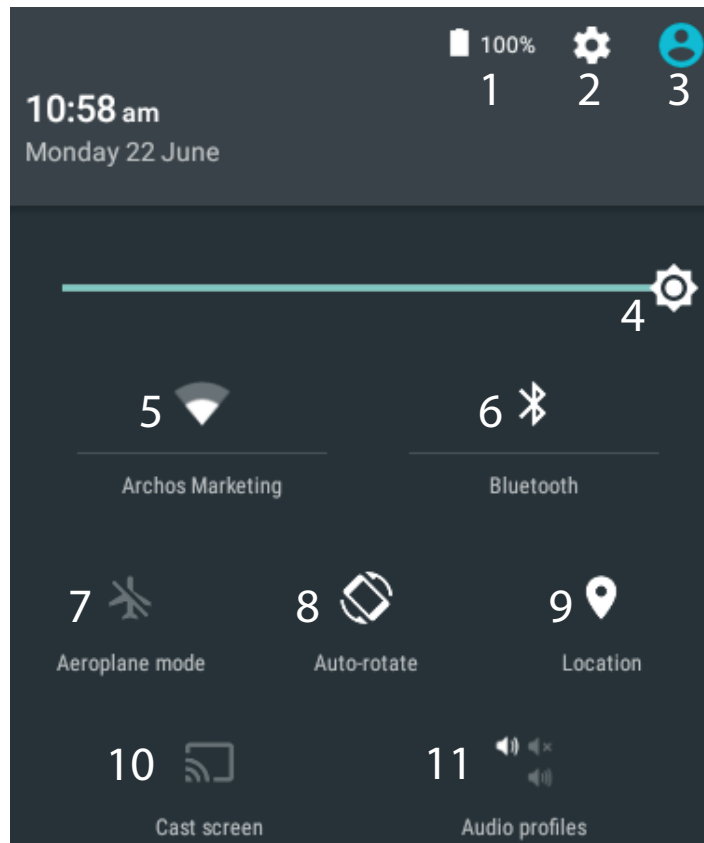 100%
1 2 3
10:58 am
Monday 22 June
4
5 6
Archos Marketing Bluetooth
7 8 9
Aeroplane mode Auto-rotate Location
10 11
Cast screen Audio profiles